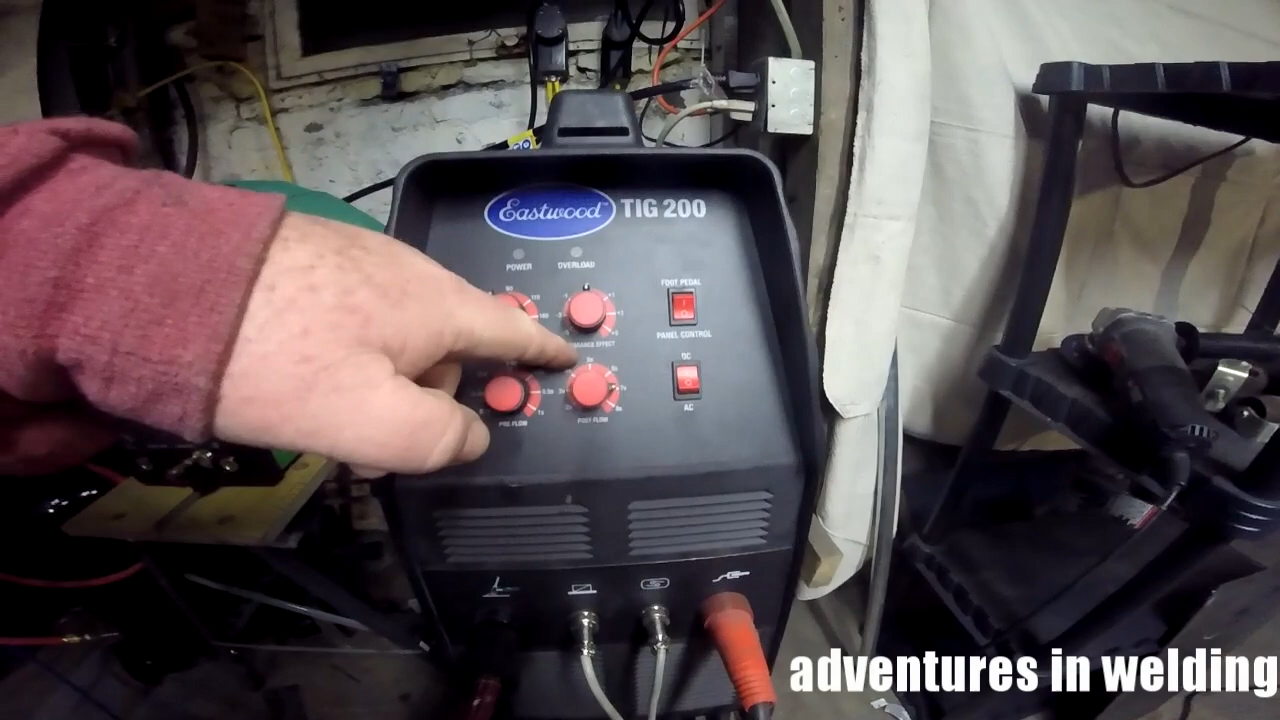 Eastwood TIG 200
POWER OVERLOAD
FOOT PEDAL
PANEL CONTROL
DC
AC
PRE FLOW POST FLOW
adventures in welding